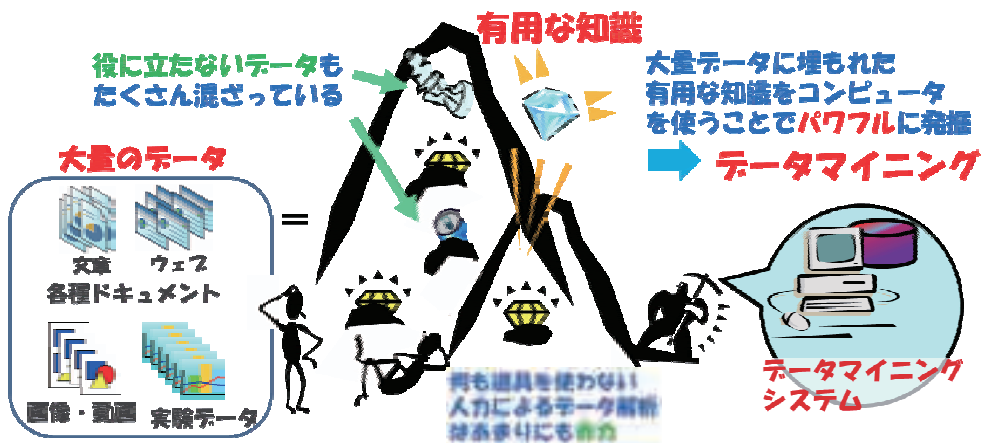 有用な知識
役に立たないデータも
たくさん混ざっている
大量データに埋もれた
有用な知識をコンピュータ
を使うことでパワフルに発掘
データマイニング
大量のデータ
=
文章
ウェブ
各種ドキュメント
画像・動画
実験データ
何も道具を使わない
人力によるデータ解析
はあまりにも非力
データマイニング
システム